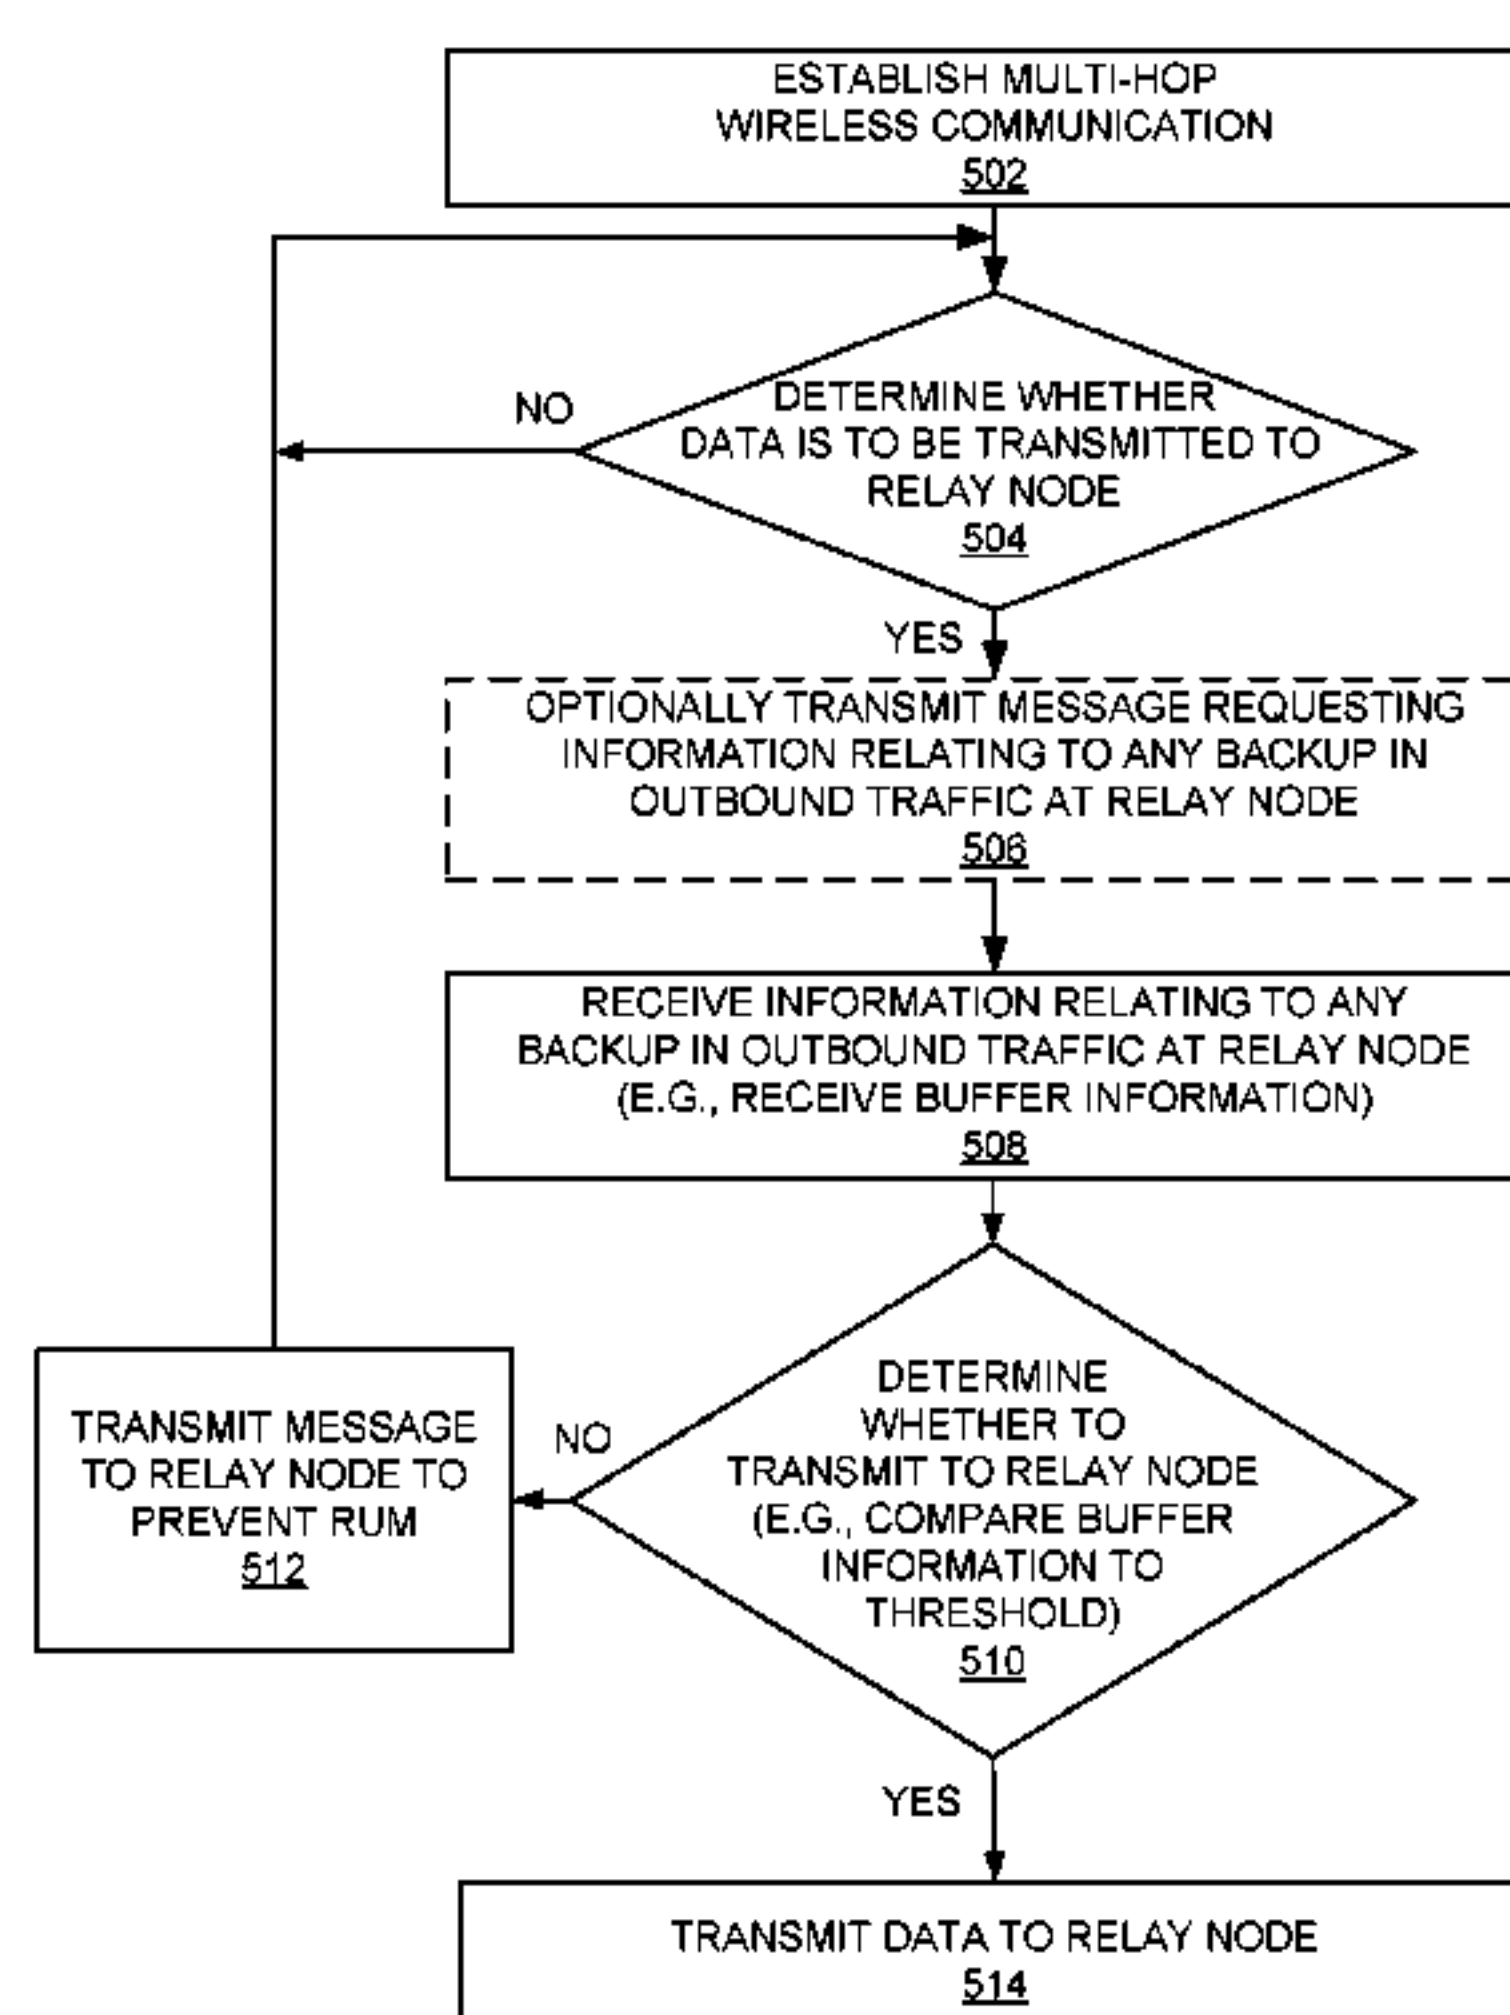 ESTABLISH MULTI-HOP
WIRELESS COMMUNICATION
502
NO
DETERMINE WHETHER
DATA IS TO BE TRANSMITTED TO
RELAY NODE
504
YES
OPTIONALLY TRANSMIT MESSAGE REQUESTING
INFORMATION RELATING TO ANY BACKUP IN
OUTBOUND TRAFFIC AT RELAY NODE
506
RECEIVE INFORMATION RELATING TO ANY
BACKUP IN OUTBOUND TRAFFIC AT RELAY NODE
(E.G., RECEIVE BUFFER INFORMATION)
508
DETERMINE
WHETHER TO
TRANSMIT TO RELAY NODE
(E.G., COMPARE BUFFER
INFORMATION TO
THRESHOLD)
510
NO
TRANSMIT MESSAGE
TO RELAY NODE TO
PREVENT RUM
512
YES
TRANSMIT DATA TO RELAY NODE
514